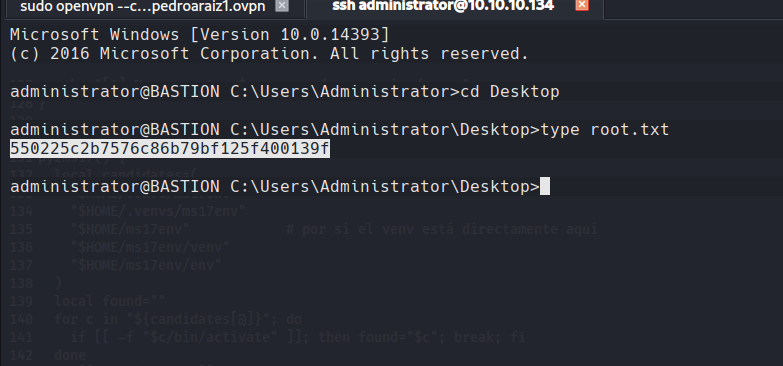 sudo openvpn --c...pedroaraiz1.ovpn
ssh administrator@10.10.10.134
Microsoft Windows [Version 10.0.14393]
(c) 2016 Microsoft Corporation. All rights reserved.
administrator@BASTION C:\Users\Administrator>cd Desktop
administrator@BASTION C:\Users\Administrator\Desktop>type root.txt
550225c2b7576c86b79bf125f400139f
administrator@BASTION C:\Users\Administrator\Desktop>
134 "$HOME/.venvs/ms17env"
135 "$HOME/ms17env" # por si el venv está directamente aquí
136 "$HOME/ms17env/venv"
137 "$HOME/ms17env/env"
138 )
139 local found=""
140 for c in "${candidates[@]}"; do
141 if [[ -f "$c/bin/activate" ]]; then found="$c"; break; fi
142 done